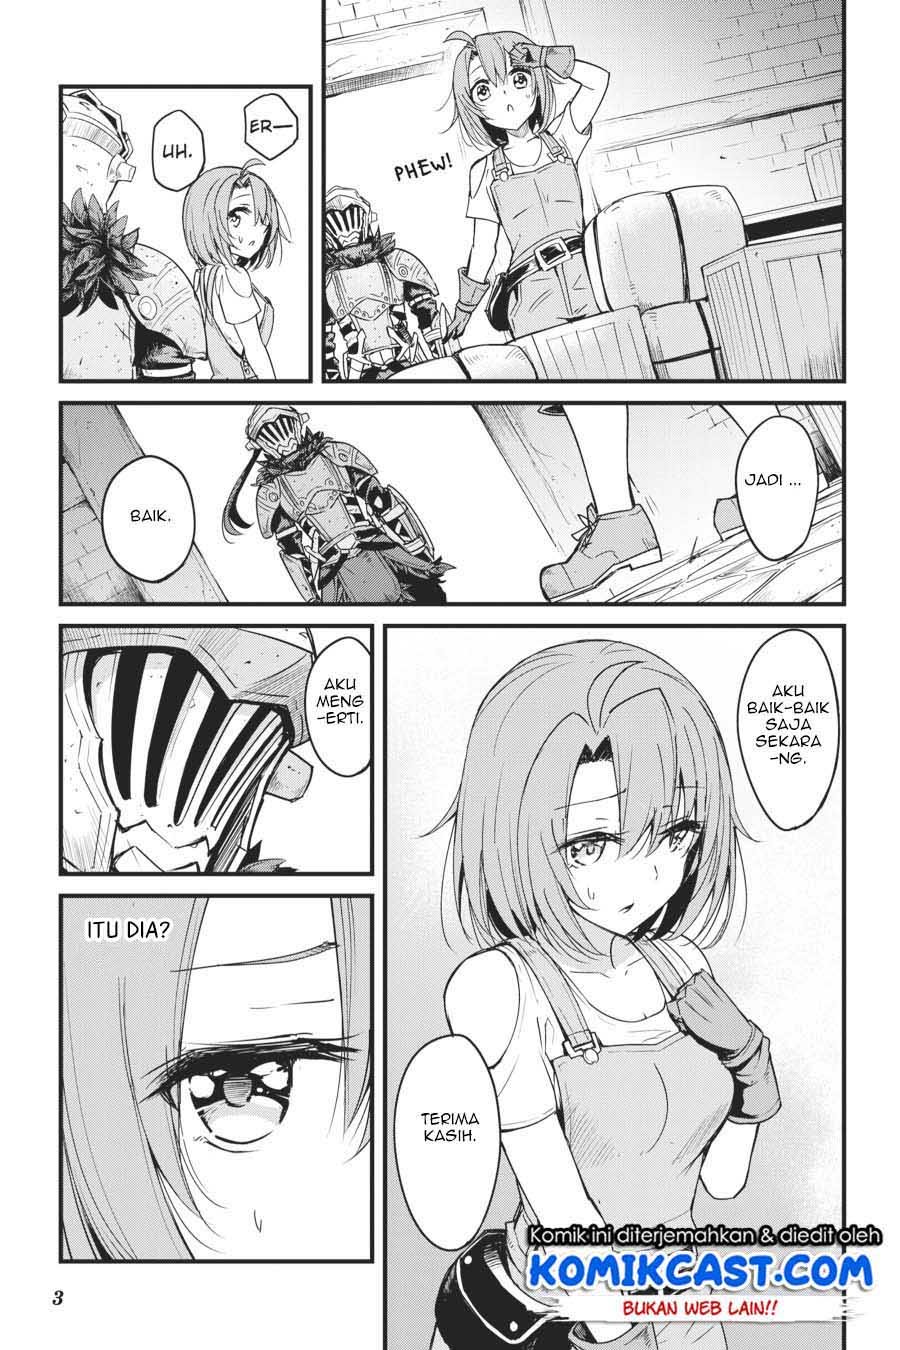 PHEW!
ER—
UH.
JADI ...
BAIK.
AKU
BAIK-BAIK
SAJA
SEKARA
-NG.
TERIMA
KASIH.
AKU
MENG
-ERTI.
ITU DIA?
Komik ini diterjemahkan & diedit oleh
KOMIKCAST.COM
BUKAN WEB LAIN!!
3